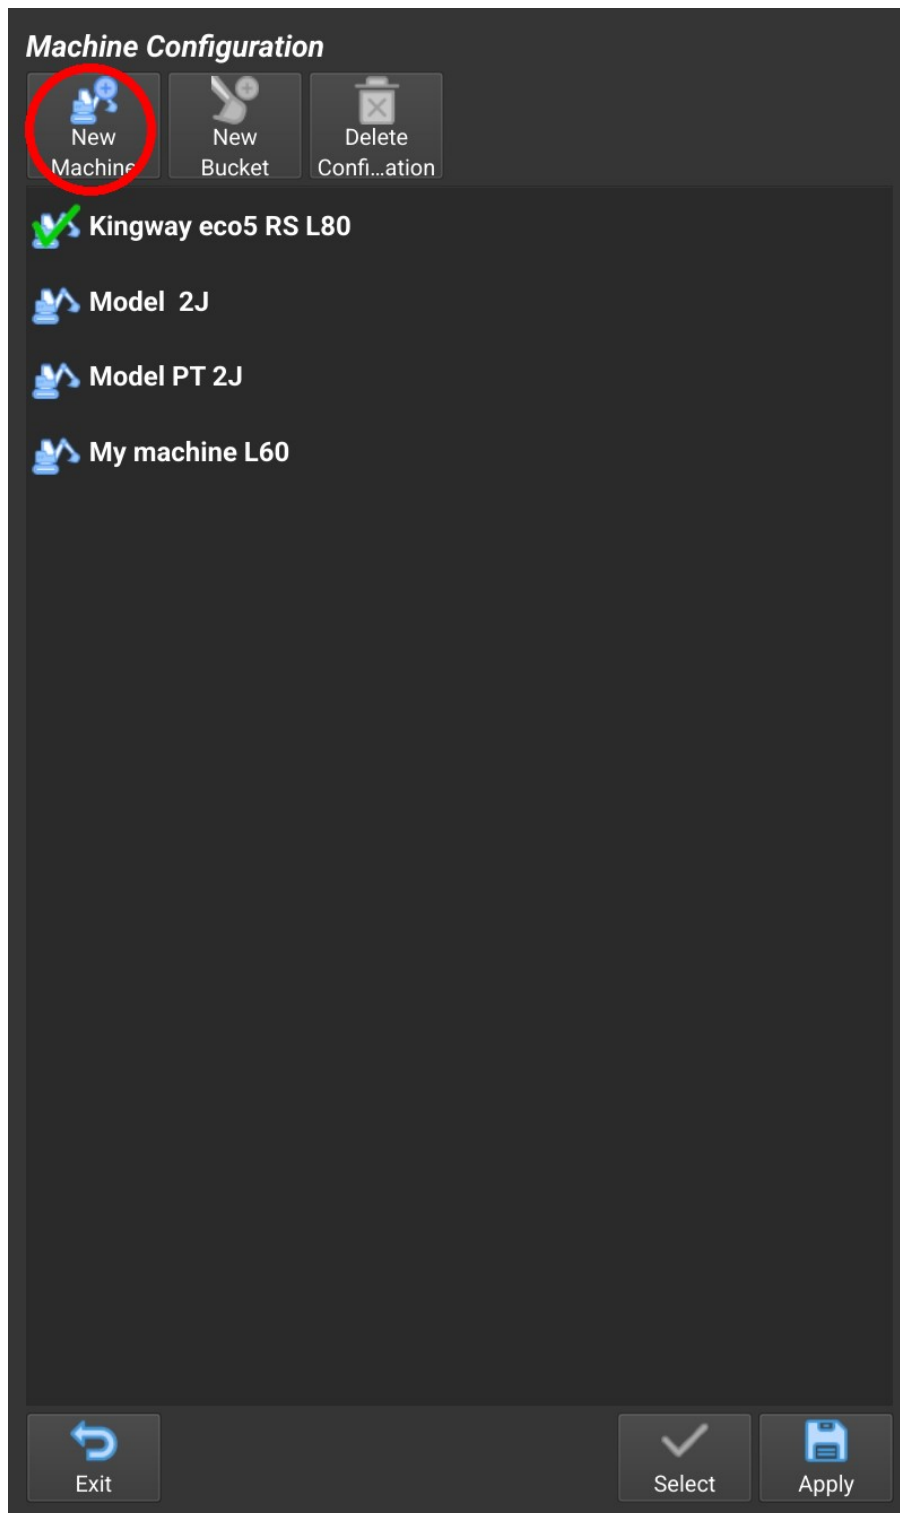 Machine Configuration
New
Machine
New
Bucket
Delete
Confi...ation
Kingway eco5 RS L80
Model  2J
Model PT 2J
My machine L60
Exit
Select
Apply